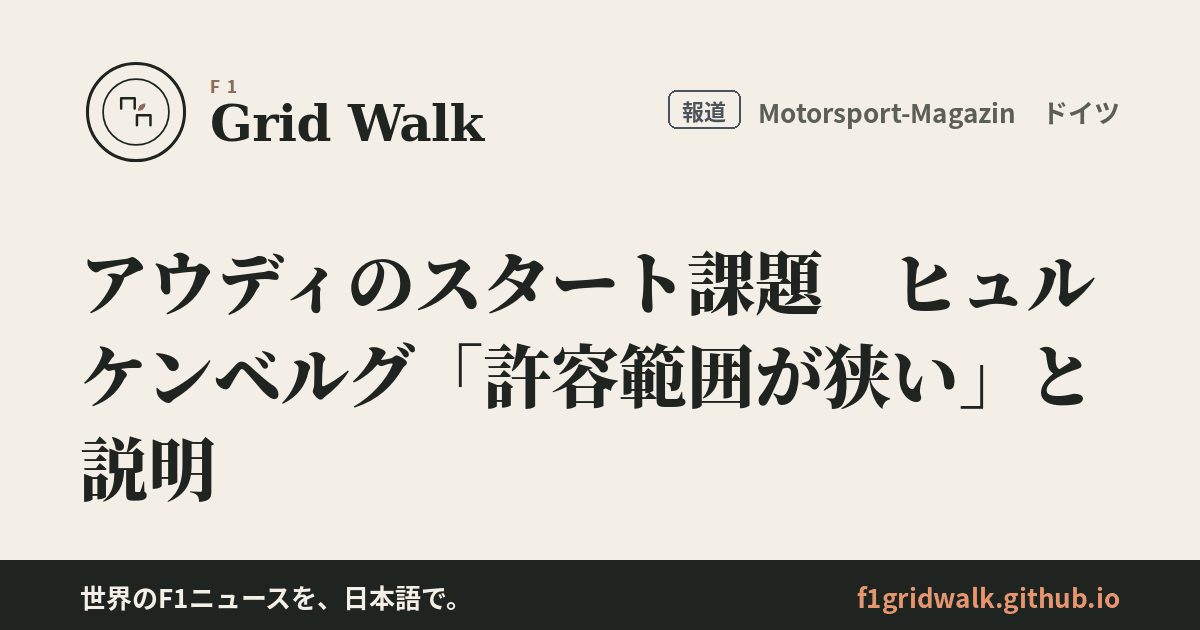 F1
Grid Walk
報道 Motorsport-Magazin ドイツ
アウディのスタート課題　ヒュル
ケンベルグ「許容範囲が狭い」と
説明
世界のF1ニュースを、日本語で。
f1gridwalk.github.io